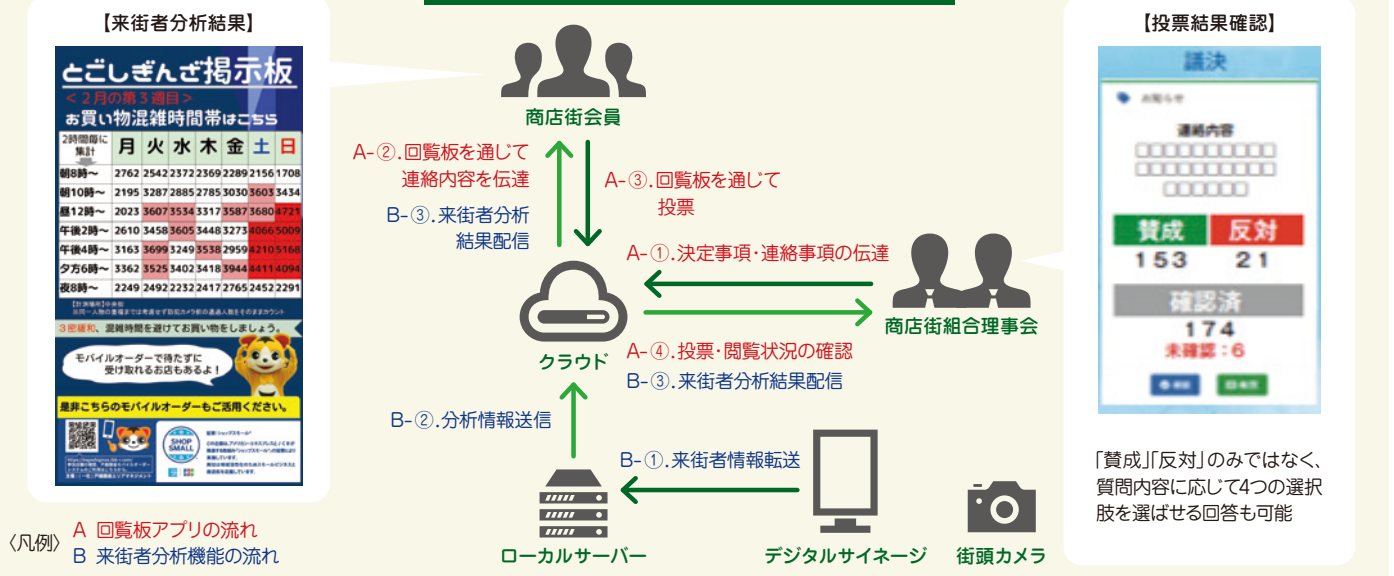 【来街者分析結果】
とごしぎんざ掲示板
<2月の第3週目>
お買い物混雑時間帯はこちら
2時間毎に
集計
月 火 水 木 金 土 日
朝8時～ 2762 2542 2372 2369 2289 2156 1708
朝10時～ 2195 3287 2885 2785 3030 3603 3434
昼12時～ 2023 3607 3534 3317 3587 3680 4721
午後2時～ 2610 3458 3605 3448 3273 4066 5009
午後4時～ 3163 3699 3249 3538 2959 4210 5168
夕方6時～ 3362 3525 3402 3418 3944 4411 4094
夜8時～ 2249 2492 2232 2417 2765 2452 2291
3密緩和、混雑時間を避けてお買い物をしましょう。
モバイルオーダーで待たずに
受け取れるお店もあるよ！
是非こちらのモバイルオーダーもご活用ください。
SHOP
SMALL
〈凡例〉
A 回覧板アプリの流れ
B 来街者分析機能の流れ
商店街会員
A-②.回覧板を通じて
連絡内容を伝達
B-③.来街者分析
結果配信
A-③.回覧板を通じて
投票
A-①.決定事項・連絡事項の伝達
商店街組合理事会
クラウド
A-④.投票・閲覧状況の確認
B-③.来街者分析結果配信
B-②.分析情報送信
B-①.来街者情報転送
ローカルサーバー
デジタルサイネージ
街頭カメラ
【投票結果確認】
議決
お知らせ
連絡内容
□□□□□□□□□□□
□□□□□□□□□□□
□□□□□□
賛成 反対
153 21
確認済
174
未確認：6
「賛成」「反対」のみではなく、
質問内容に応じて4つの選択
肢を選ばせる回答も可能